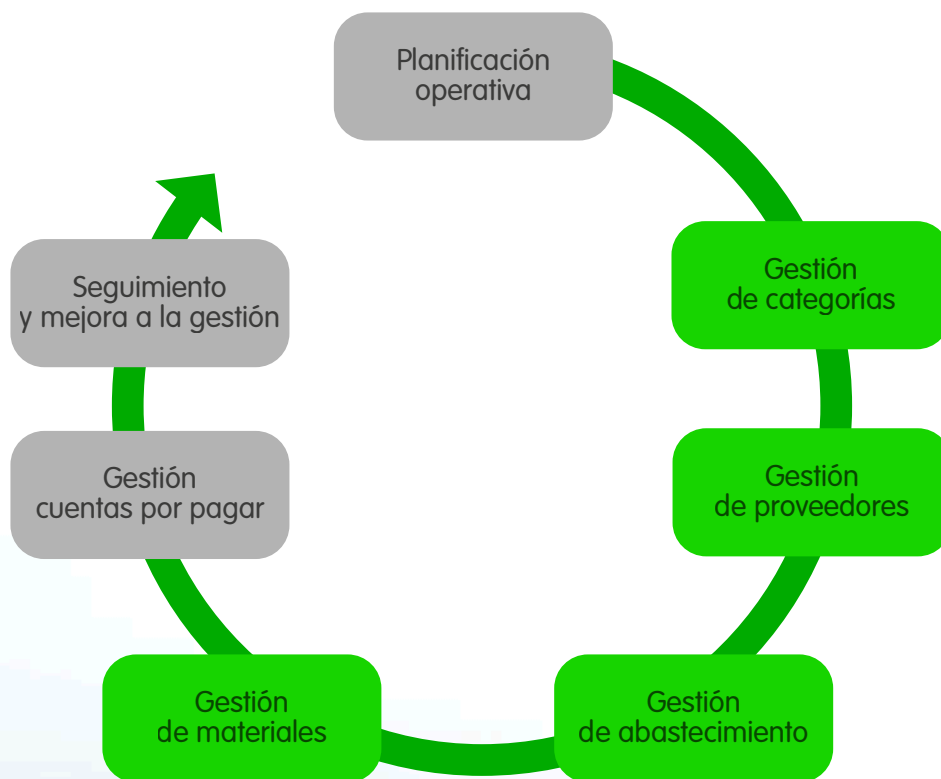 Planificación
operativa
Gestión
de categorías
Gestión
de proveedores
Gestión
de abastecimiento
Gestión
de materiales
Gestión
cuentas por pagar
Seguimiento
y mejora a la gestión